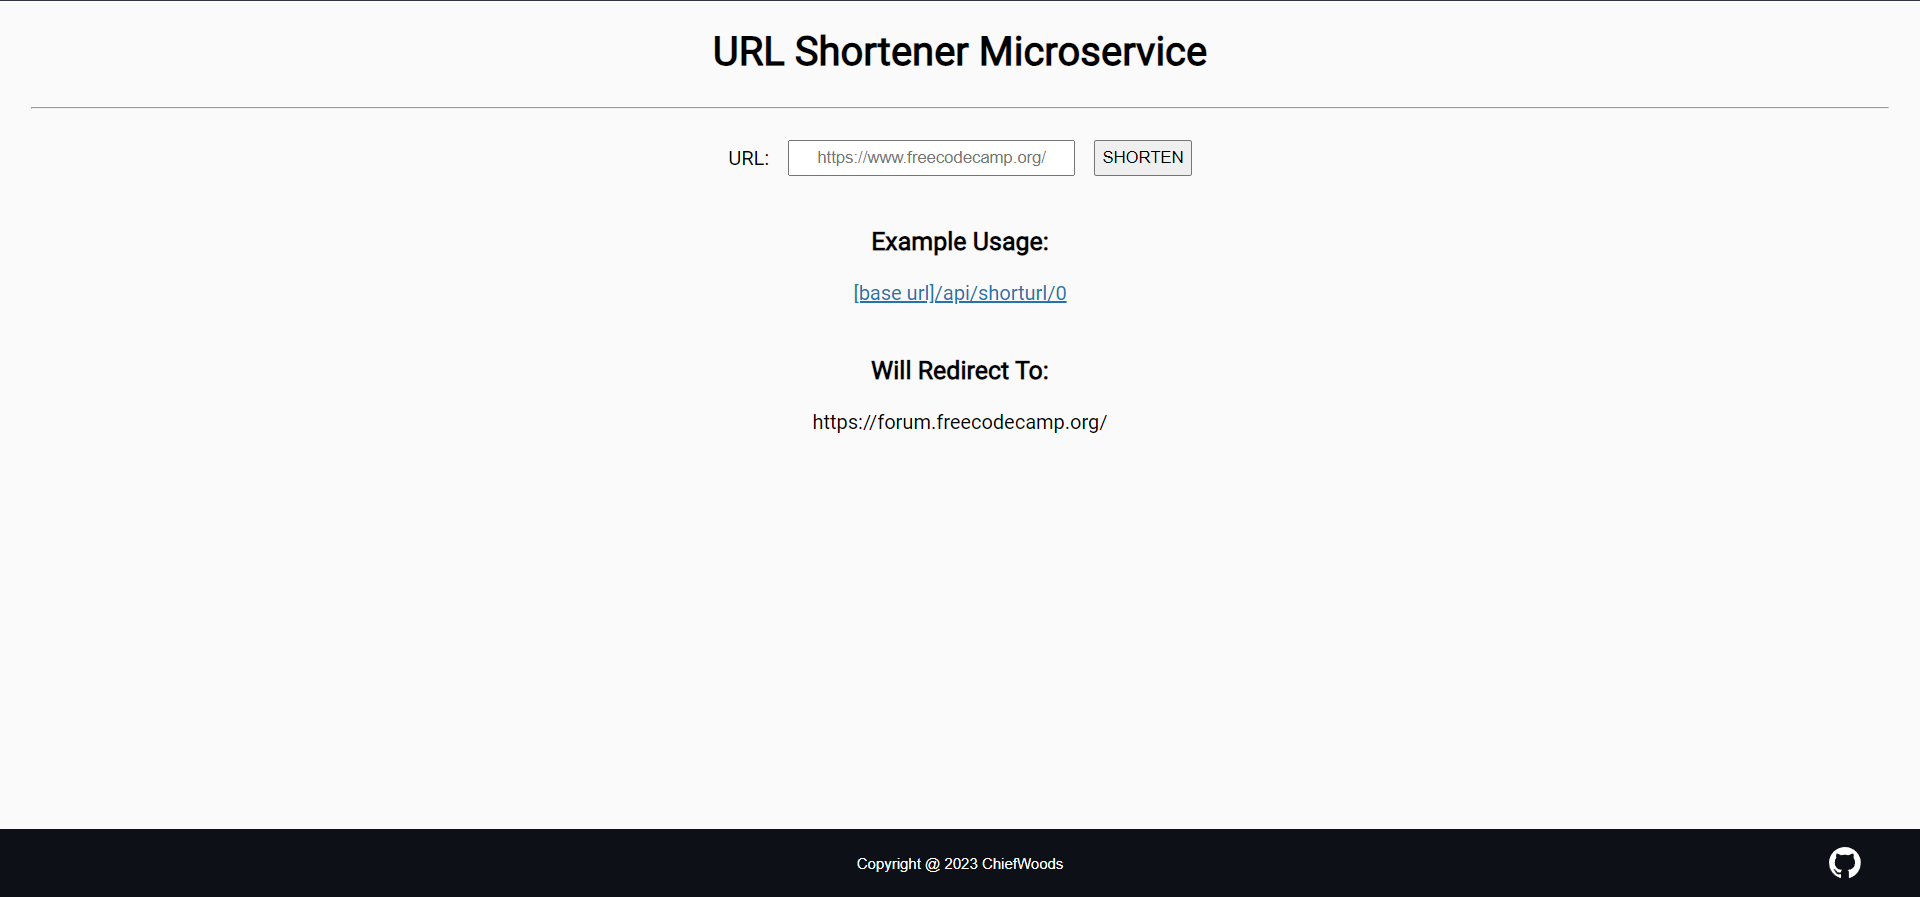 URL Shortener Microservice
URL: https://www.freecodecamp.org/ SHORTEN
Example Usage:
[base url]/api/shorturl/0
Will Redirect To:
https://forum.freecodecamp.org/
Copyright @ 2023 ChiefWoods